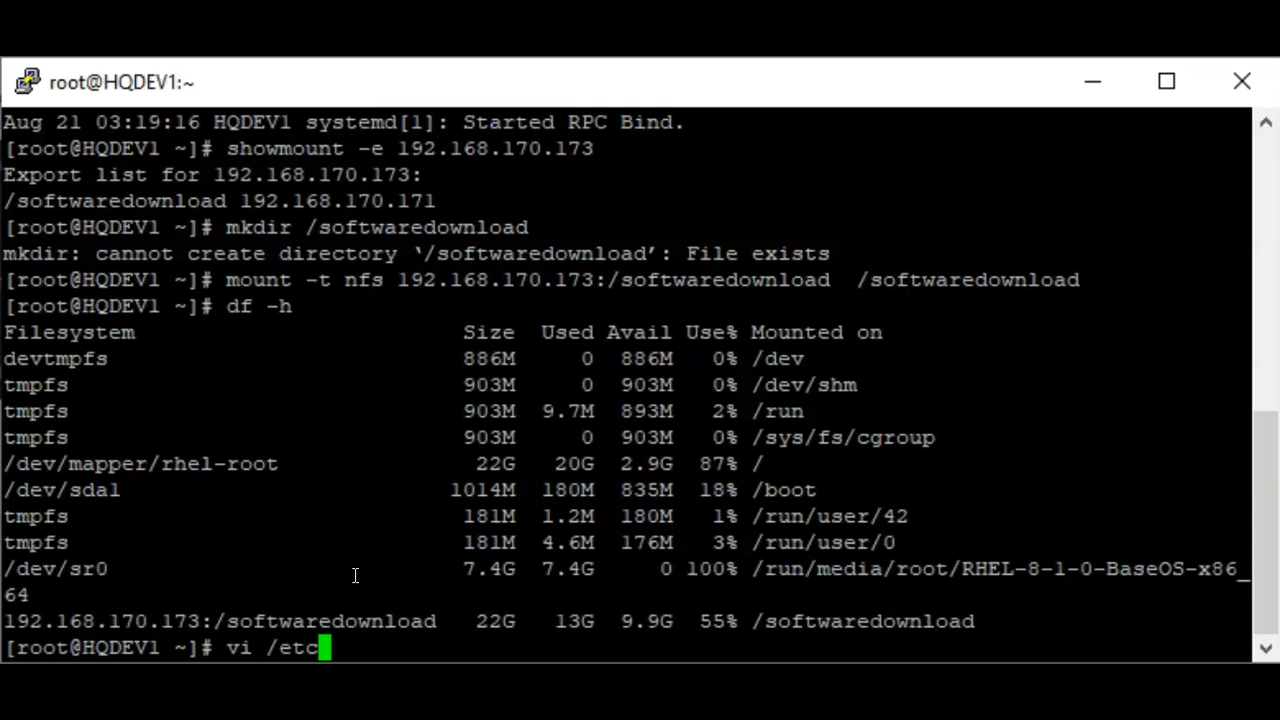 root@HQDEV1:~
Aug 21 03:19:16 HQDEV1 systemd[1]: Started RPC Bind.
[root@HQDEV1 ~]# showmount -e 192.168.170.173
Export list for 192.168.170.173:
/softwaredownload 192.168.170.171
[root@HQDEV1 ~]# mkdir /softwaredownload
mkdir: cannot create directory ‘/softwaredownload’: File exists
[root@HQDEV1 ~]# mount -t nfs 192.168.170.173:/softwaredownload  /softwaredownload
[root@HQDEV1 ~]# df -h
Filesystem                         Size  Used Avail Use% Mounted on
devtmpfs                           886M     0  886M   0% /dev
tmpfs                              903M     0  903M   0% /dev/shm
tmpfs                              903M  9.7M  893M   2% /run
tmpfs                              903M     0  903M   0% /sys/fs/cgroup
/dev/mapper/rhel-root               22G   20G  2.9G  87% /
/dev/sda1                         1014M  180M  835M  18% /boot
tmpfs                              181M  1.2M  180M   1% /run/user/42
tmpfs                              181M  4.6M  176M   3% /run/user/0
/dev/sr0                           7.4G  7.4G     0 100% /run/media/root/RHEL-8-1-0-BaseOS-x86_
64
192.168.170.173:/softwaredownload   22G   13G  9.9G  55% /softwaredownload
[root@HQDEV1 ~]# vi /etc